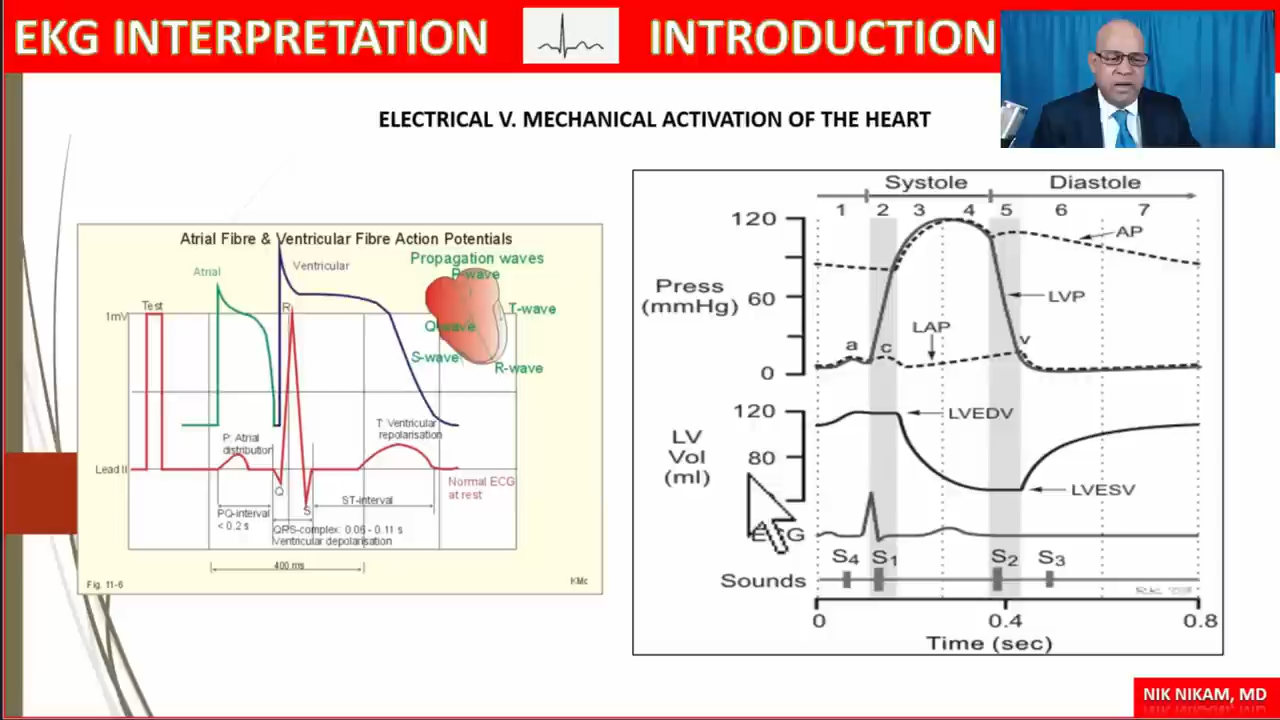 EKG INTERPRETATION INTRODUCTION
ELECTRICAL V. MECHANICAL ACTIVATION OF THE HEART
Atrial Fibre & Ventricular Fibre Action Potentials
Propagation waves
P-wave
Atrial
Ventricular
Test
R
1mV
T-wave
Q-wave
S-wave
R-wave
P: Atrial
distribution
T: Ventricular
repolarisation
Lead II
Normal ECG
at rest
Q
S
ST-interval
PQ-interval
< 0.2 s
QRS-complex: 0.06 - 0.11 s
Ventricular depolarisation
400 ms
Fig. 11-6
KMc
Systole Diastole
1 2 3 4 5 6 7
120
AP
Press
(mmHg)
60
LVP
LAP
a c v
0
120
LVEDV
LV
Vol
(ml)
80
LVESV
S4 S1 S2 S3
Sounds
0 0.4 0.8
Time (sec)
NIK NIKAM, MD